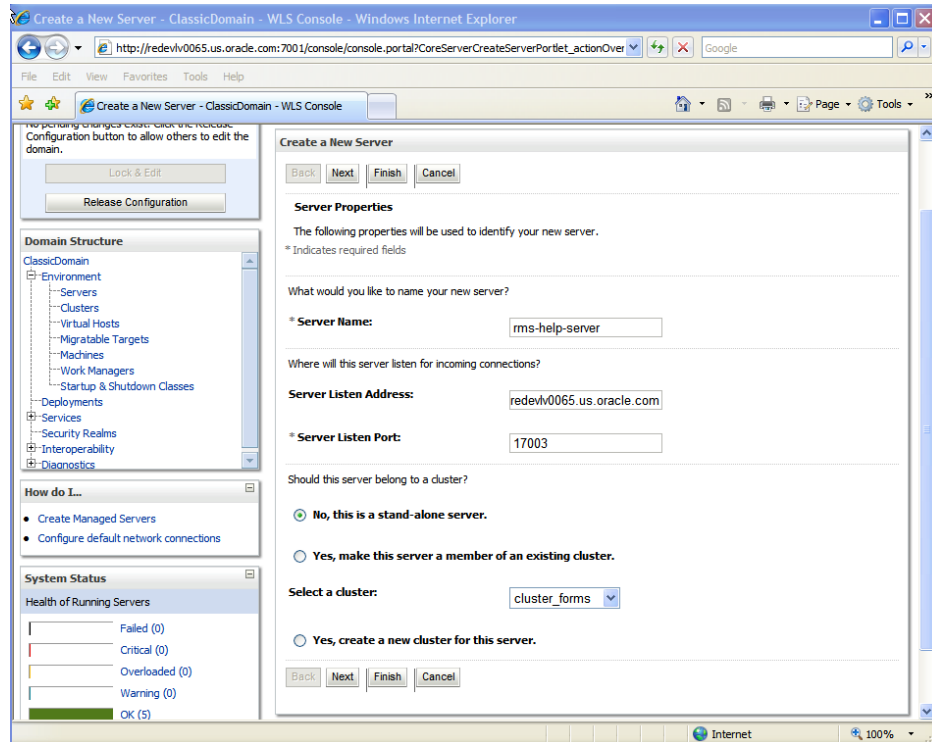 Create a New Server - ClassicDomain - WLS Console - Windows Internet Explorer
http://redevlv0065.us.oracle.com:7001/console/console.portal?CoreServerCreateServerPortlet_actionOver
Google
File Edit View Favorites Tools Help
Create a New Server - ClassicDomain - WLS Console
Page Tools
No pending changes exist. Click the Release
Configuration button to allow others to edit the
domain.
Lock & Edit
Release Configuration
Domain Structure
ClassicDomain
Environment
Servers
Clusters
Virtual Hosts
Migratable Targets
Machines
Work Managers
Startup & Shutdown Classes
Deployments
Services
Security Realms
Interoperability
Diagnostics
How do I...
Create Managed Servers
Configure default network connections
System Status
Health of Running Servers
Failed (0)
Critical (0)
Overloaded (0)
Warning (0)
OK (5)
Create a New Server
Back Next Finish Cancel
Server Properties
The following properties will be used to identify your new server.
* Indicates required fields
What would you like to name your new server?
* Server Name: rms-help-server
Where will this server listen for incoming connections?
Server Listen Address: redevlv0065.us.oracle.com
* Server Listen Port: 17003
Should this server belong to a cluster?
No, this is a stand-alone server.
Yes, make this server a member of an existing cluster.
Select a cluster: cluster_forms
Yes, create a new cluster for this server.
Back Next Finish Cancel
Internet 100%